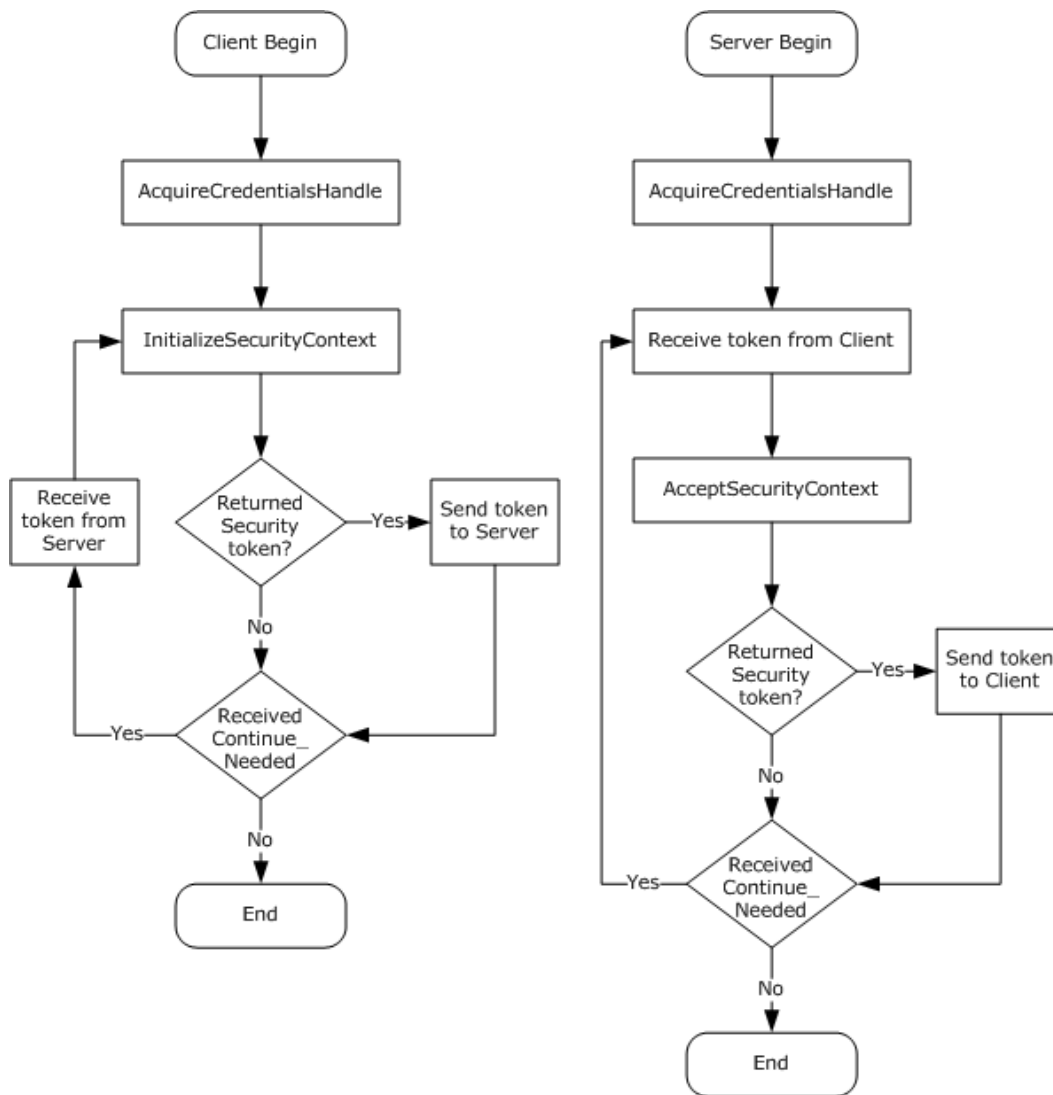 Client Begin
AcquireCredentialsHandle
InitializeSecurityContext
Receive
token from
Server
Returned
Security
token?
Yes
Send token
to Server
No
Yes
Received
Continue_
Needed
No
End
Server Begin
AcquireCredentialsHandle
Receive token from Client
AcceptSecurityContext
Returned
Security
token?
Yes
Send token
to Client
No
Yes
Received
Continue_
Needed
No
End